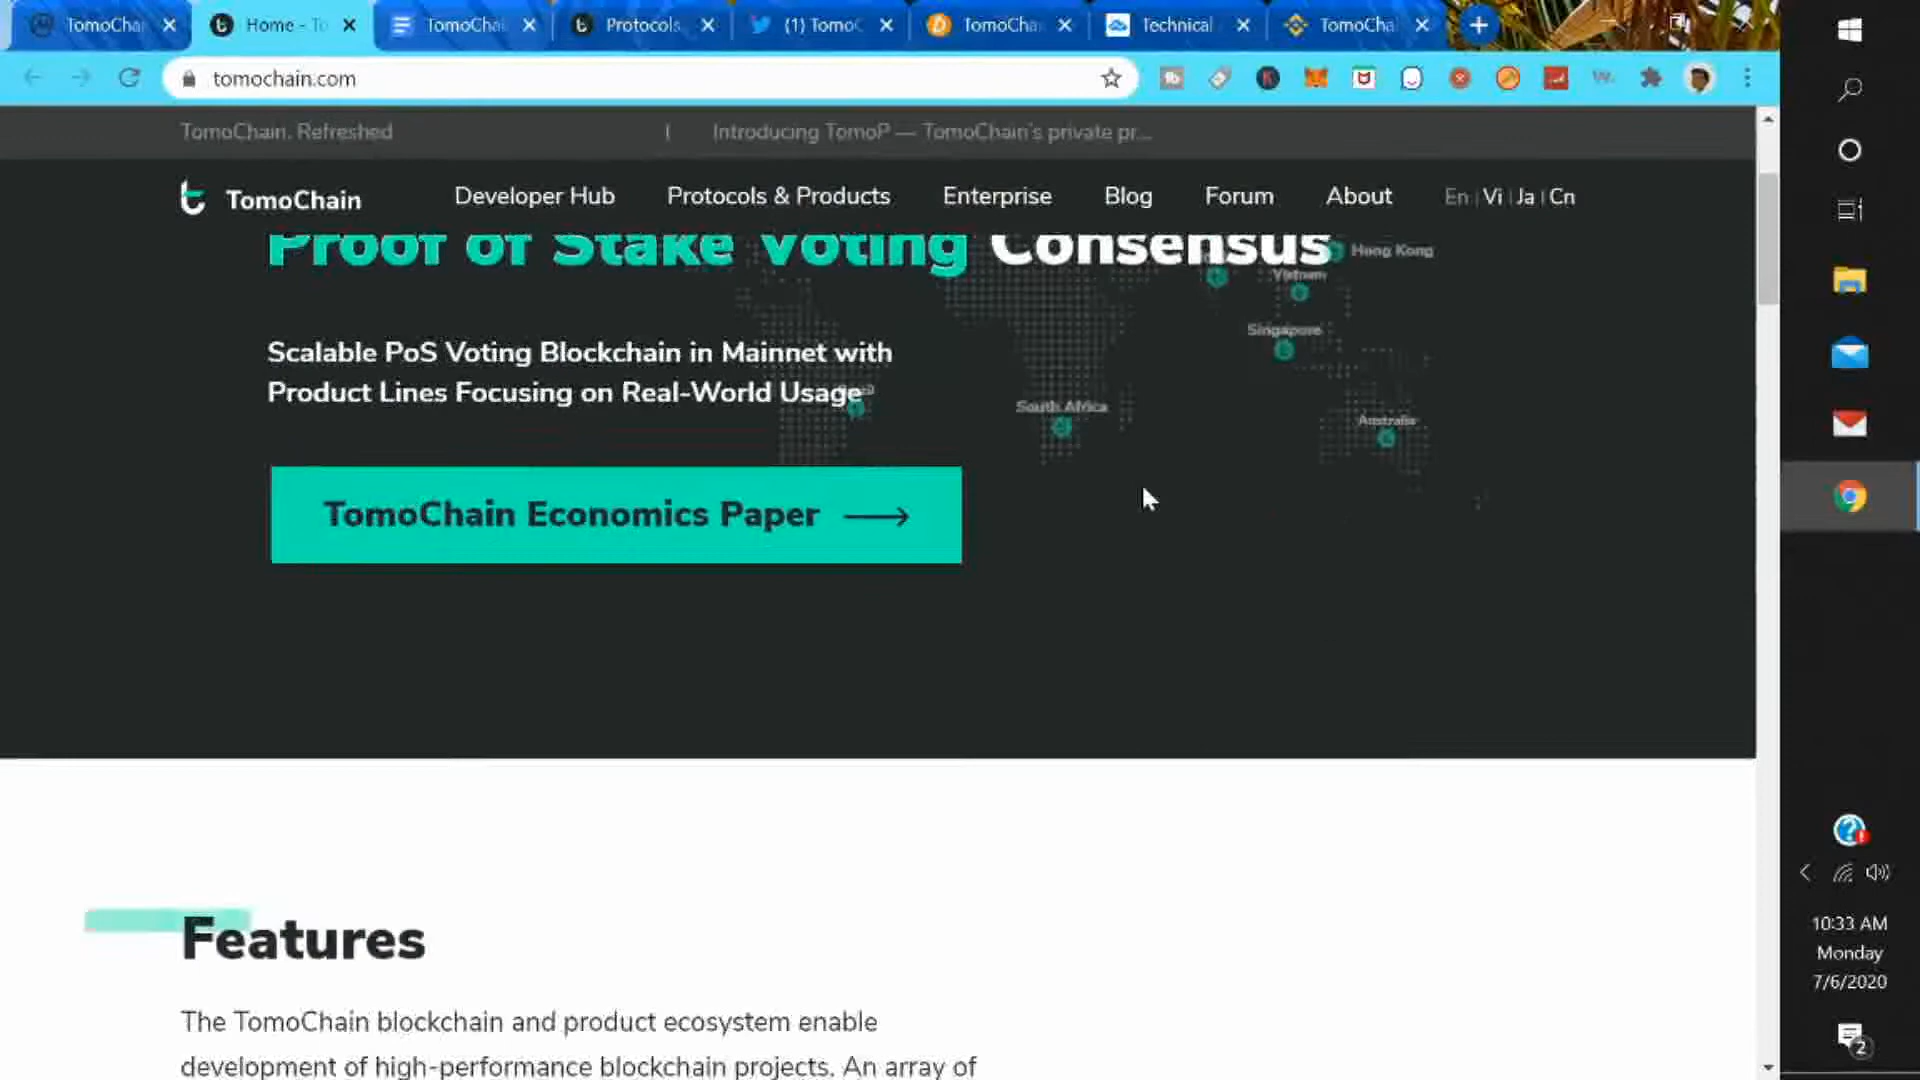 TomoChai
Home - To
TomoChai
Protocols
(1) TomoC
TomoCha
Technical
TomoCha
tomochain.com
TomoChain. Refreshed | Introducing TomoP — TomoChain's private pr...
TomoChain
Developer Hub
Protocols & Products
Enterprise
Blog
Forum
About
En | Vi | Ja | Cn
Proof of Stake Voting Consensus
Hong Kong
Vietnam
Singapore
Scalable PoS Voting Blockchain in Mainnet with
Product Lines Focusing on Real-World Usage
South Africa
Australia
TomoChain Economics Paper
Features
The TomoChain blockchain and product ecosystem enable
development of high-performance blockchain projects. An array of
10:33 AM
Monday
7/6/2020
2